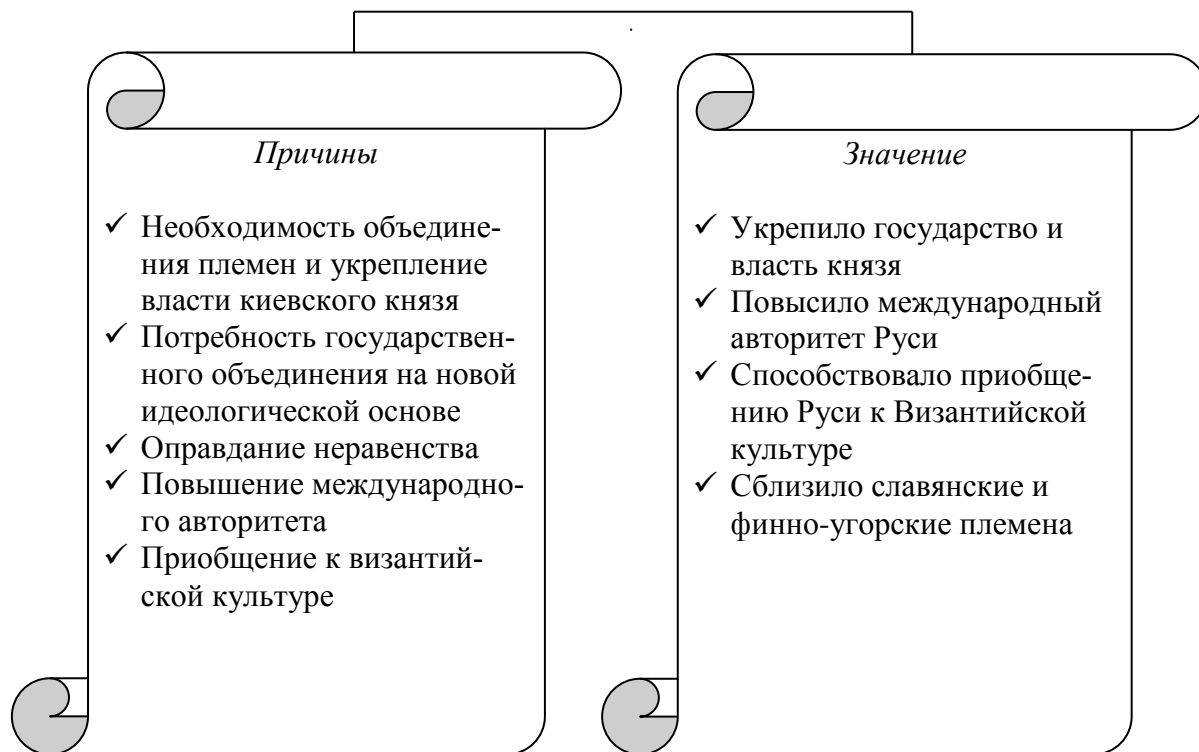 Причины
✓ Необходимость объедине-
ния племен и укрепление
власти киевского князя
✓ Потребность государствен-
ного объединения на новой
идеологической основе
✓ Оправдание неравенства
✓ Повышение международно-
го авторитета
✓ Приобщение к византий-
ской культуре
Значение
✓ Укрепило государство и
власть князя
✓ Повысило международный
авторитет Руси
✓ Способствовало приобще-
нию Руси к Византийской
культуре
✓ Сблизило славянские и
финно-угорские племена